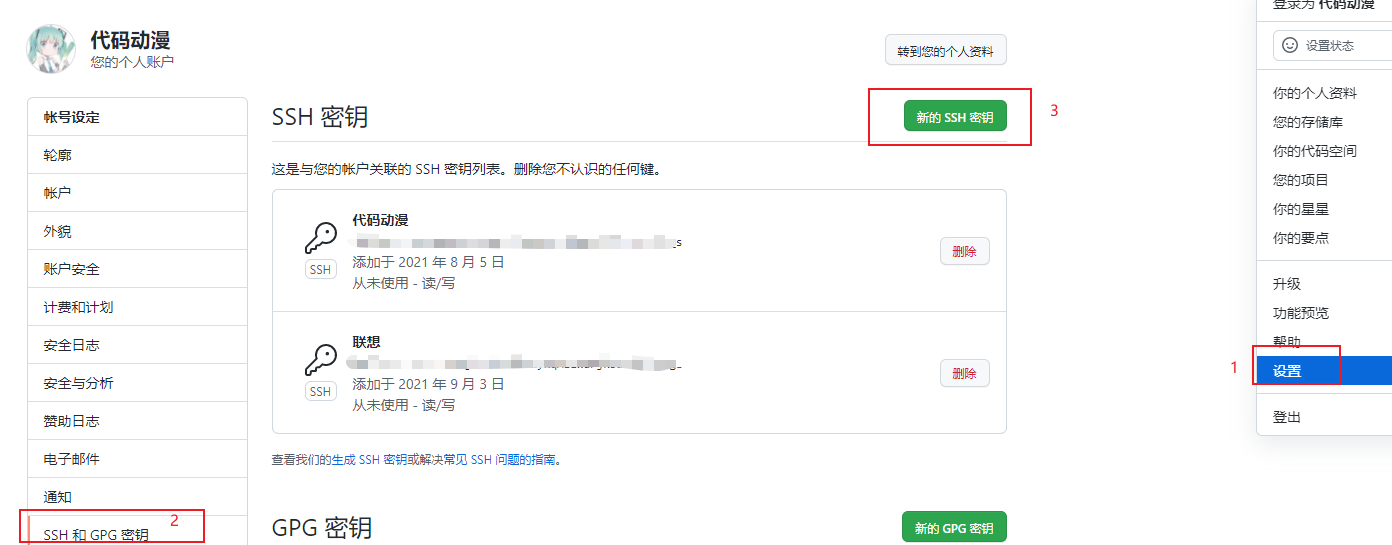 代码动漫
您的个人账户
转到您的个人资料
帐号设定
轮廓
帐户
外貌
账户安全
计费和计划
安全日志
安全与分析
赞助日志
电子邮件
通知
SSH 和 GPG 密钥
2
SSH 密钥
新的 SSH 密钥
3
这是与您的帐户关联的 SSH 密钥列表。删除您不认识的任何键。
代码动漫
SSH
添加于 2021 年 8 月 5 日
从未使用 - 读/写
删除
联想
SSH
添加于 2021 年 9 月 3 日
从未使用 - 读/写
删除
查看我们的生成 SSH 密钥或解决常见 SSH 问题的指南。
GPG 密钥
新的 GPG 密钥
登录为 代码动漫
设置状态
你的个人资料
您的存储库
您的代码空间
您的项目
你的星星
你的要点
升级
功能预览
帮助
1
设置
登出